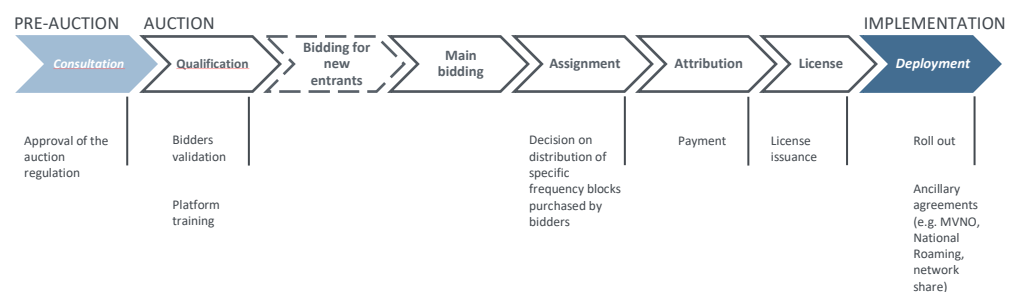 PRE-AUCTION
AUCTION
IMPLEMENTATION
Consultation
Qualification
Bidding for
new
entrants
Main
bidding
Assignment
Attribution
License
Deployment
Approval of the
auction
regulation
Bidders
validation
Platform
training
Decision on
distribution of
specific
frequency blocks
purchased by
bidders
Payment
License
issuance
Roll out
Ancillary
agreements
(e.g. MVNO,
National
Roaming,
network
share)